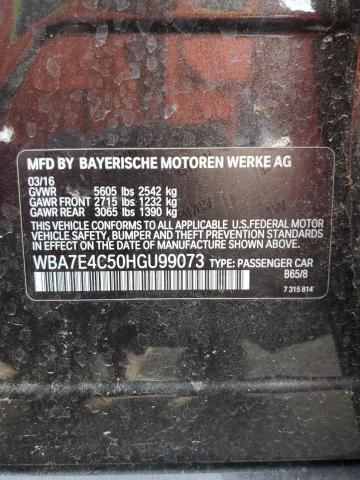 MFD BY BAYERISCHE MOTOREN WERKE AG
03/16
GVWR 5605 lbs 2542 kg
GAWR FRONT 2715 lbs 1232 kg
GAWR REAR 3065 lbs 1390 kg
THIS VEHICLE CONFORMS TO ALL APPLICABLE
U.S.FEDERAL MOTOR VEHICLE SAFETY,
BUMPER,AND THEFT PREVENTION STANDARDS
IN EFFECT ON THE DATE OF MANUFACTURE
SHOWN ABOVE.
WBA7E4C50HGU99073 TYPE: PASSENGER CAR
B65/8
7 315 814